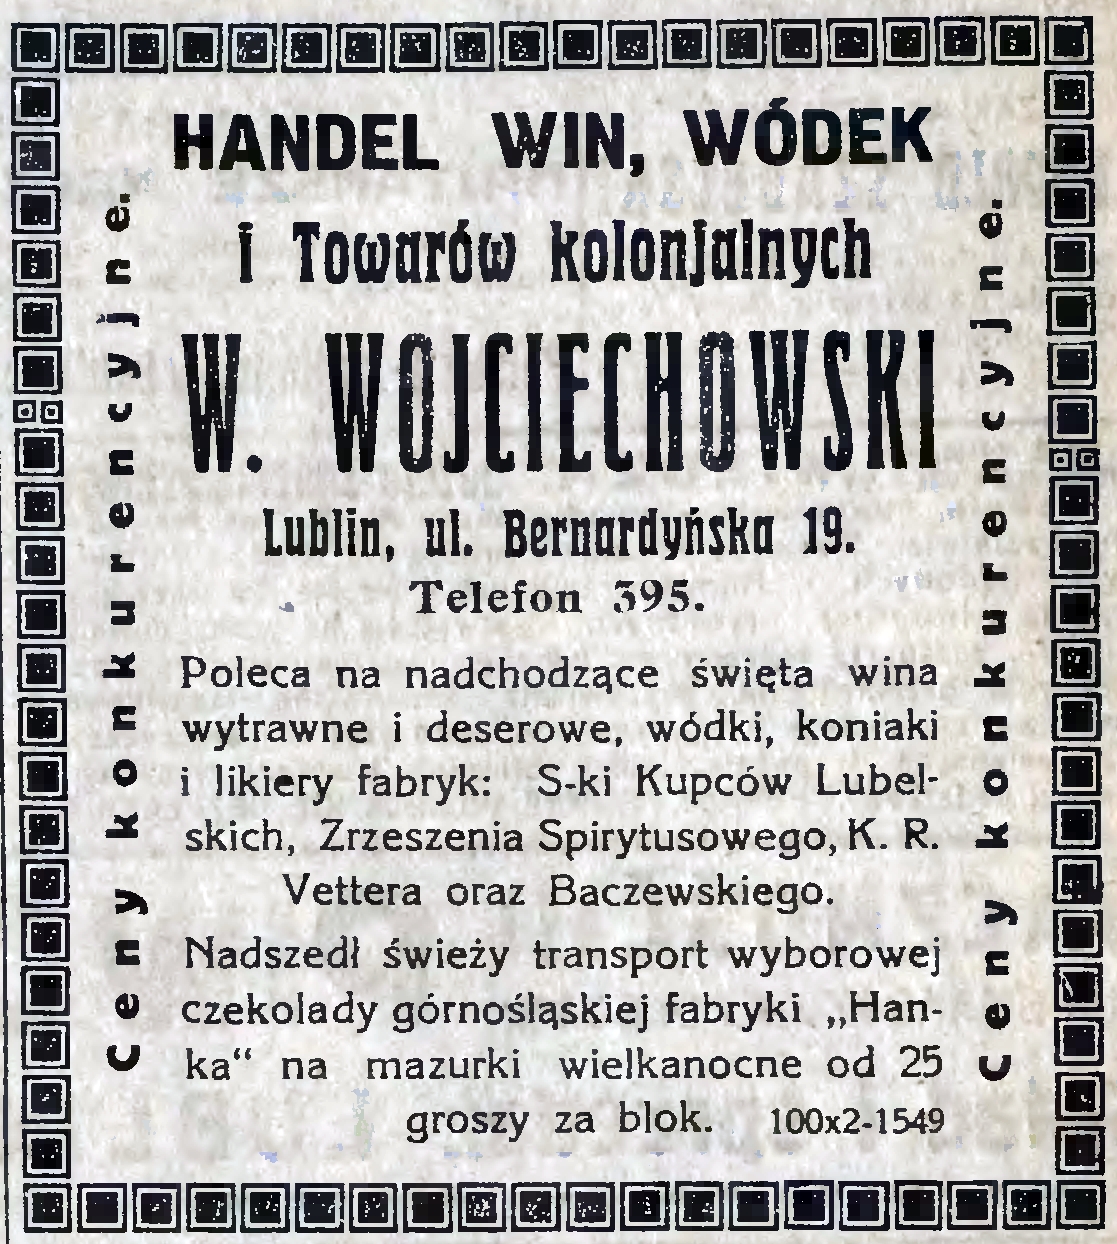 HANDEL WIN, WÓDEK
i Towarów kolonjalnych
W. WOJCIECHOWSKI
Lublin, ul. Bernardyńska 19.
Telefon 395.
Poleca na nadchodzące święta wina
wytrawne i deserowe, wódki, koniaki
i likiery fabryk: S-ki Kupców Lubel-
skich, Zrzeszenia Spirytusowego, K. R.
Vettera oraz Baczewskiego.
Nadszedł świeży transport wyborowej
czekolady górnośląskiej fabryki „Han-
ka“ na mazurki wielkanocne od 25
groszy za blok. 100x2-1549
Ceny konkurencyjne.
Ceny konkurencyjne.